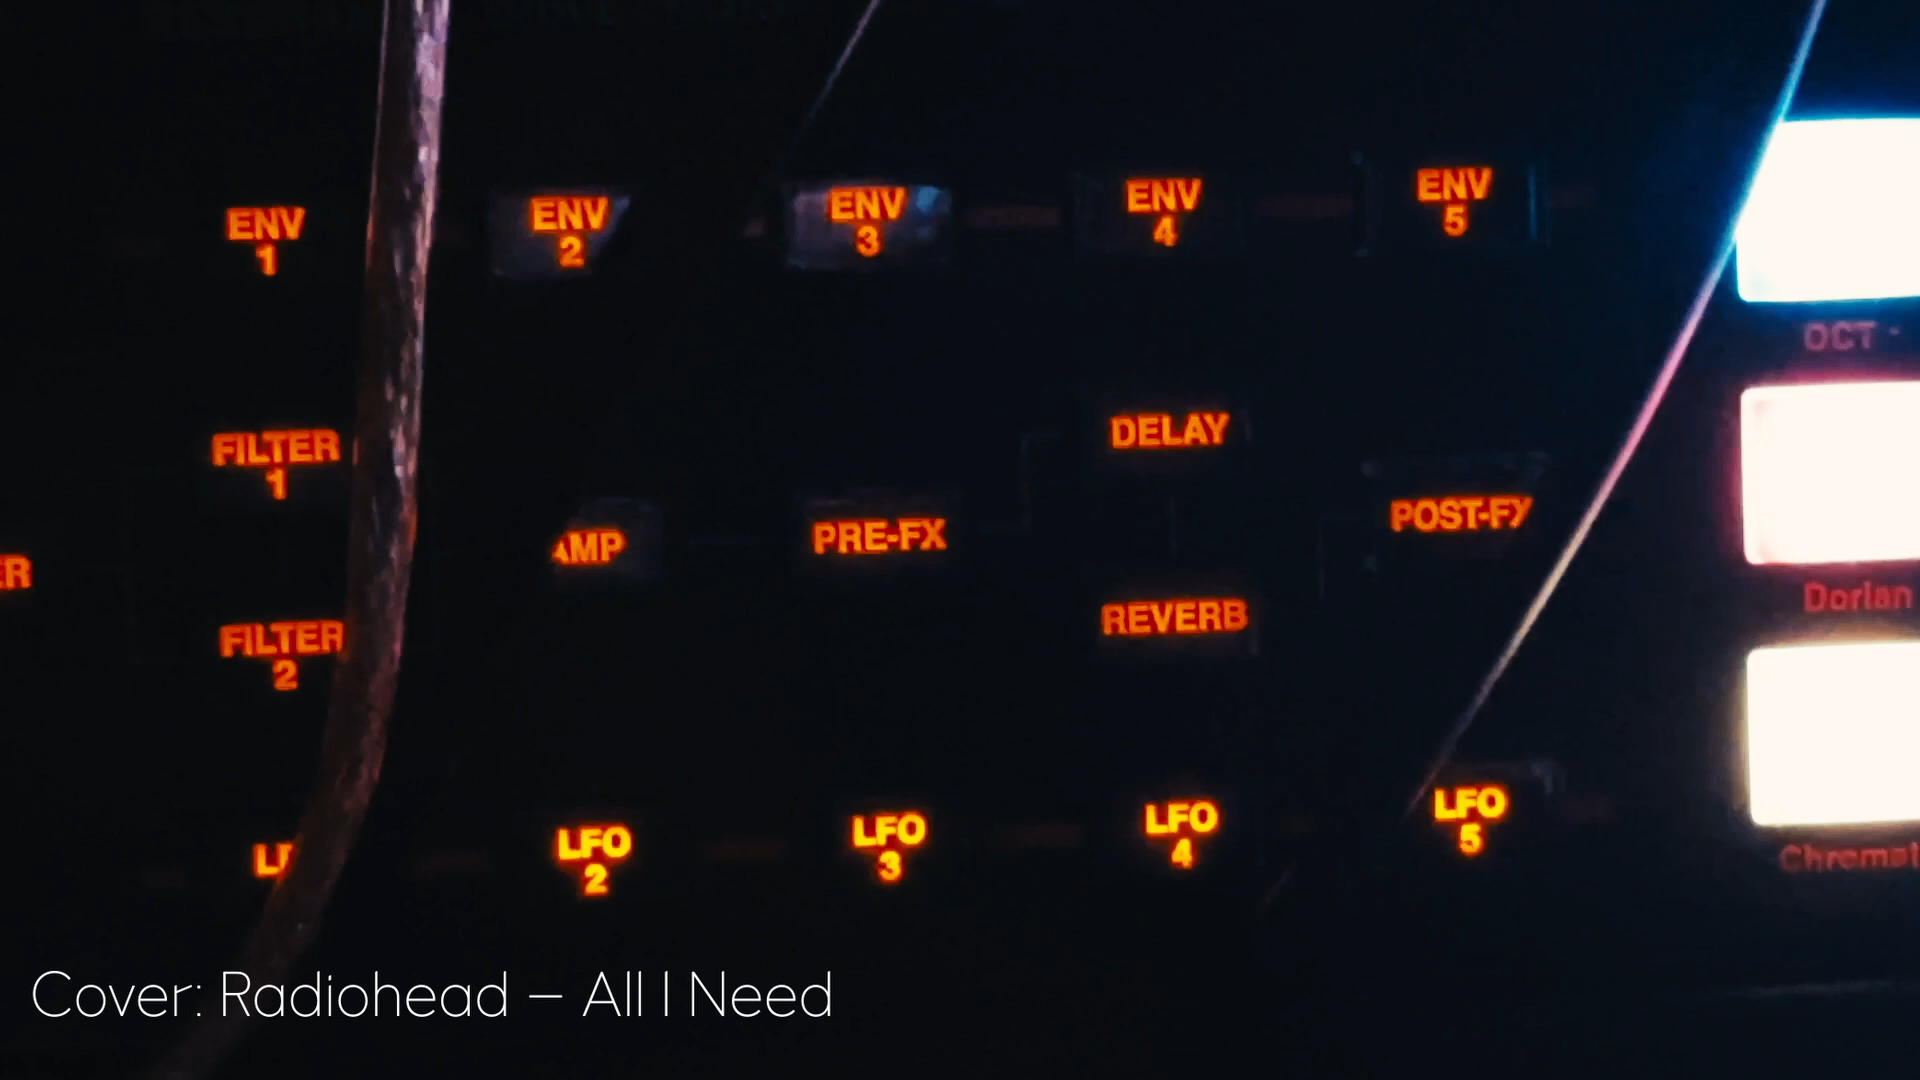 ENV
1
ENV
2
ENV
3
ENV
4
ENV
5
OCT -
FILTER
1
DELAY
AMP
PRE-FX
POST-FX
Dorian
FILTER
2
REVERB
LFO
2
LFO
3
LFO
4
LFO
5
Cover: Radiohead – All I Need